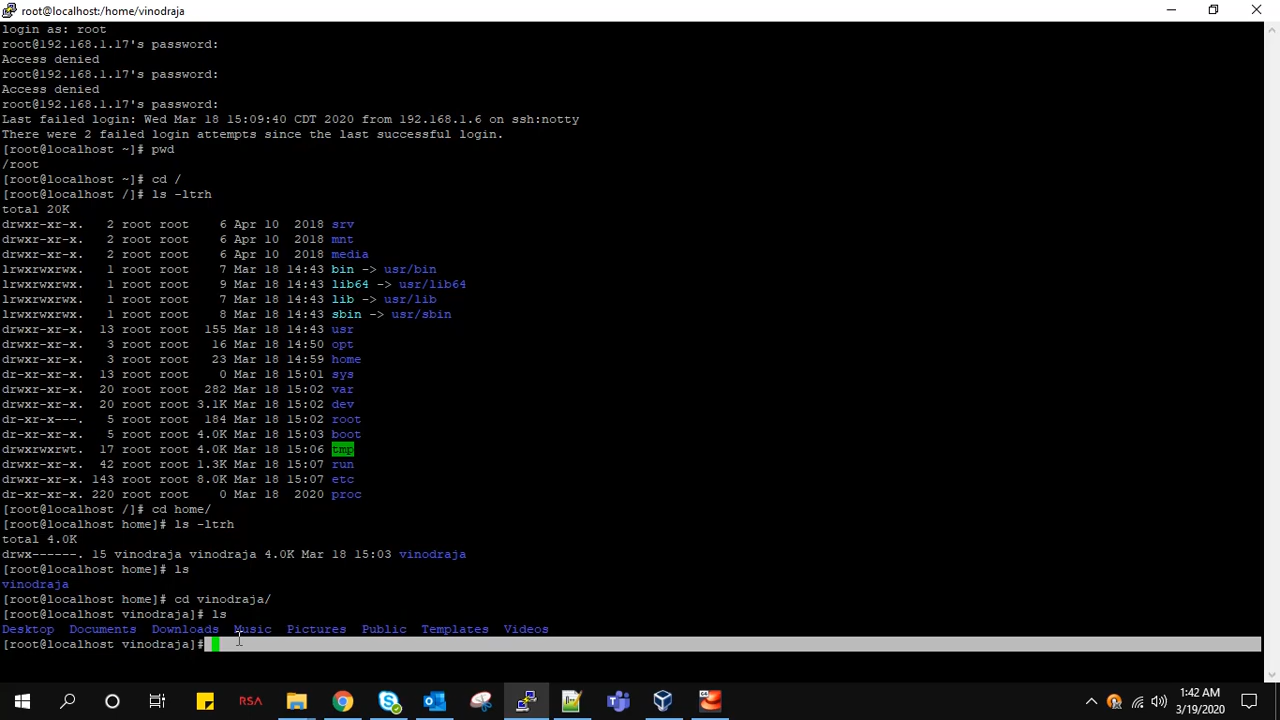 root@localhost:/home/vinodraja
login as: root
root@192.168.1.17's password:
Access denied
root@192.168.1.17's password:
Access denied
root@192.168.1.17's password:
Last failed login: Wed Mar 18 15:09:40 CDT 2020 from 192.168.1.6 on ssh:notty
There were 2 failed login attempts since the last successful login.
[root@localhost ~]# pwd
/root
[root@localhost ~]# cd /
[root@localhost /]# ls -ltrh
total 20K
drwxr-xr-x.   2 root root    6 Apr 10  2018 srv
drwxr-xr-x.   2 root root    6 Apr 10  2018 mnt
drwxr-xr-x.   2 root root    6 Apr 10  2018 media
lrwxrwxrwx.   1 root root    7 Mar 18 14:43 bin -> usr/bin
lrwxrwxrwx.   1 root root    9 Mar 18 14:43 lib64 -> usr/lib64
lrwxrwxrwx.   1 root root    7 Mar 18 14:43 lib -> usr/lib
lrwxrwxrwx.   1 root root    8 Mar 18 14:43 sbin -> usr/sbin
drwxr-xr-x.  13 root root  155 Mar 18 14:43 usr
drwxr-xr-x.   3 root root   16 Mar 18 14:50 opt
drwxr-xr-x.   3 root root   23 Mar 18 14:59 home
dr-xr-xr-x.  13 root root    0 Mar 18 15:01 sys
drwxr-xr-x.  20 root root  282 Mar 18 15:02 var
drwxr-xr-x.  20 root root 3.1K Mar 18 15:02 dev
dr-xr-x---.   5 root root  184 Mar 18 15:02 root
dr-xr-xr-x.   5 root root 4.0K Mar 18 15:03 boot
drwxrwxrwt.  17 root root 4.0K Mar 18 15:06 tmp
drwxr-xr-x.  42 root root 1.3K Mar 18 15:07 run
drwxr-xr-x. 143 root root 8.0K Mar 18 15:07 etc
dr-xr-xr-x. 220 root root    0 Mar 18  2020 proc
[root@localhost /]# cd home/
[root@localhost home]# ls -ltrh
total 4.0K
drwx------. 15 vinodraja vinodraja 4.0K Mar 18 15:03 vinodraja
[root@localhost home]# ls
vinodraja
[root@localhost home]# cd vinodraja/
[root@localhost vinodraja]# ls
Desktop  Documents  Downloads  Music  Pictures  Public  Templates  Videos
[root@localhost vinodraja]#
RSA
1:42 AM
3/19/2020